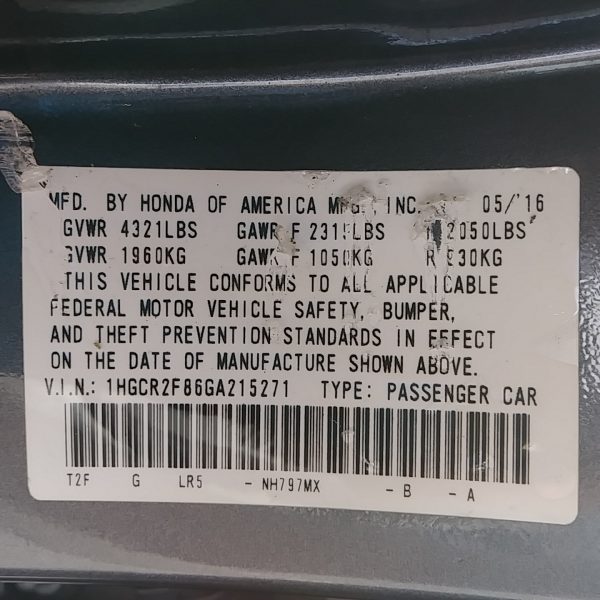 MFD. BY HONDA OF AMERICA MFG., INC. 05/'16
GVWR 4321LBS GAWR F 2315LBS R 2050LBS
GVWR 1960KG GAWR F 1050KG R 930KG
THIS VEHICLE CONFORMS TO ALL APPLICABLE
FEDERAL MOTOR VEHICLE SAFETY, BUMPER,
AND THEFT PREVENTION STANDARDS IN EFFECT
ON THE DATE OF MANUFACTURE SHOWN ABOVE.
V.I.N.: 1HGCR2F86GA215271 TYPE: PASSENGER CAR
T2F G LR5 - NH797MX - B - A